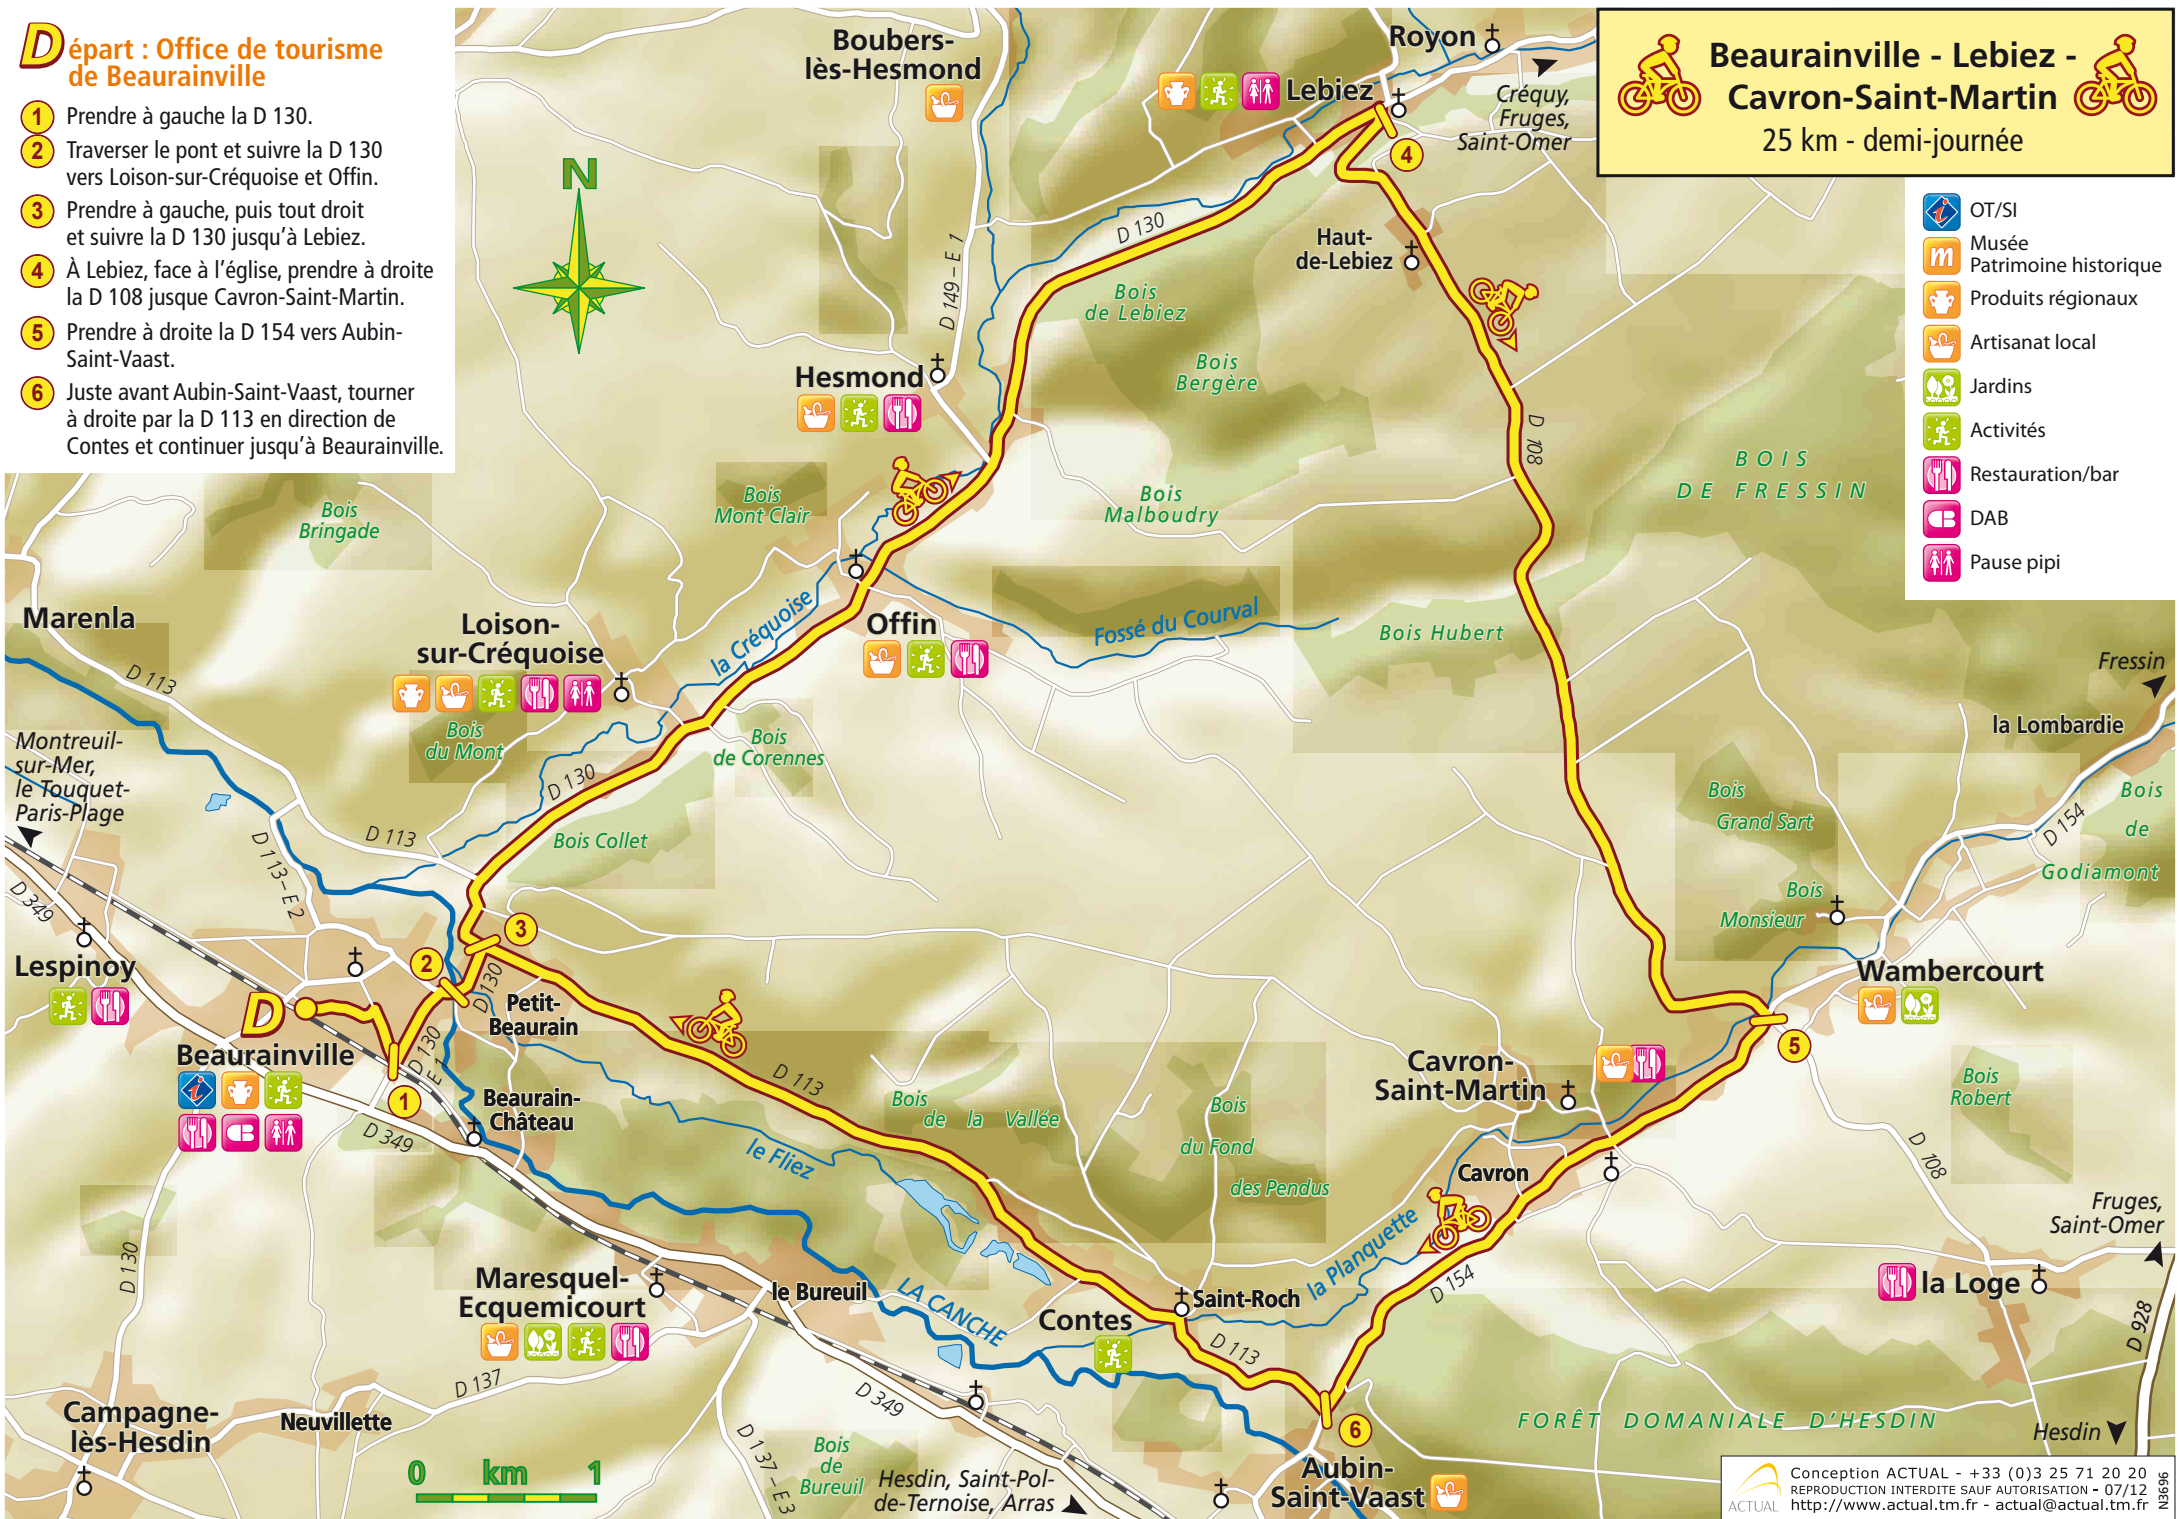 Départ : Office de tourisme
de Beaurainville
1 Prendre à gauche la D 130.
2 Traverser le pont et suivre la D 130
vers Loison-sur-Créquoise et Offin.
3 Prendre à gauche, puis tout droit
et suivre la D 130 jusqu'à Lebiez.
4 À Lebiez, face à l'église, prendre à droite
la D 108 jusque Cavron-Saint-Martin.
5 Prendre à droite la D 154 vers Aubin-
Saint-Vaast.
6 Juste avant Aubin-Saint-Vaast, tourner
à droite par la D 113 en direction de
Contes et continuer jusqu'à Beaurainville.
Beaurainville - Lebiez -
Cavron-Saint-Martin
25 km - demi-journée
OT/SI
Musée
Patrimoine historique
Produits régionaux
Artisanat local
Jardins
Activités
Restauration/bar
DAB
Pause pipi
N
Boubers-
lès-Hesmond
Royon
Lebiez
Créquy,
Fruges,
Saint-Omer
4
D 130
D 149 – E 1
Haut-
de-Lebiez
Bois
de Lebiez
Bois
Bergère
Hesmond
D 108
BOIS
DE FRESSIN
Bois
Bringade
Bois
Mont Clair
Bois
Malboudry
Marenla
Loison-
sur-Créquoise
la Créquoise
Offin
Fossé du Courval
Bois Hubert
Fressin
D 113
Bois
du Mont
Bois
de Corennes
la Lombardie
Montreuil-
sur-Mer,
le Touquet-
Paris-Plage
D 130
Bois
Grand Sart
Bois
de
Godiamont
D 154
D 113
D 113 – E 2
Bois Collet
D 349
Bois
Monsieur
3
2
Lespinoy
D
D 130
Petit-
Beaurain
Wambercourt
Beaurainville
D 130
E 1
1
5
D 113
Cavron-
Saint-Martin
Beaurain-
Château
Bois
de la Vallée
Bois
du Fond
des Pendus
Bois
Robert
D 349
le Fliez
Cavron
D 108
Fruges,
Saint-Omer
D 130
Maresquel-
Ecquemicourt
le Bureuil
LA CANCHE
Contes
Saint-Roch
la Planquette
D 154
la Loge
D 928
D 113
D 137
D 349
Campagne-
lès-Hesdin
Neuvillette
6
FORÊT DOMANIALE D'HESDIN
Hesdin
D 137 – E 3
Bois
de
Bureuil
Hesdin, Saint-Pol-
de-Ternoise, Arras
Aubin-
Saint-Vaast
0 km 1
ACTUAL
Conception ACTUAL - +33 (0)3 25 71 20 20
REPRODUCTION INTERDITE SAUF AUTORISATION - 07/12
http://www.actual.tm.fr - actual@actual.tm.fr
N3696